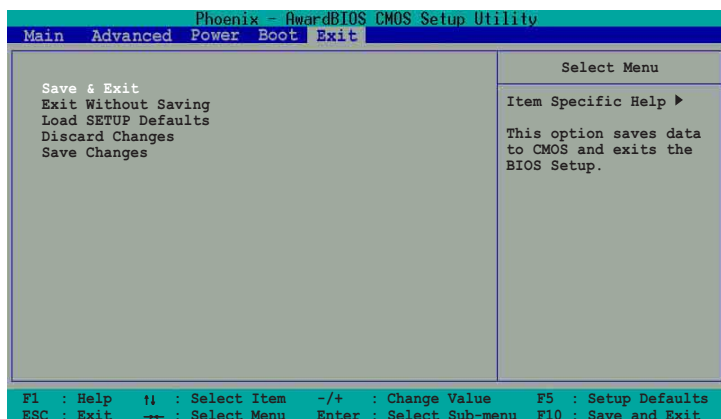 Phoenix - AwardBIOS CMOS Setup Utility
Main Advanced Power Boot Exit
Select Menu
Save & Exit
Exit Without Saving
Load SETUP Defaults
Discard Changes
Save Changes
Item Specific Help ▶
This option saves data
to CMOS and exits the
BIOS Setup.
F1 : Help ↑↓ : Select Item -/+ : Change Value F5 : Setup Defaults
ESC : Exit →← : Select Menu Enter : Select Sub-menu F10 : Save and Exit